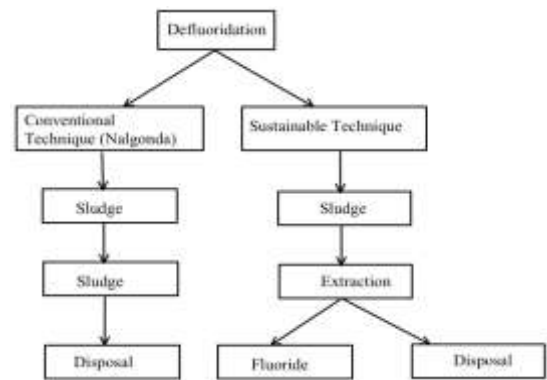 Defluoridation
Conventional
Technique (Nalgonda)
Sustainable Technique
Sludge
Sludge
Sludge
Extraction
Disposal
Fluoride
Disposal